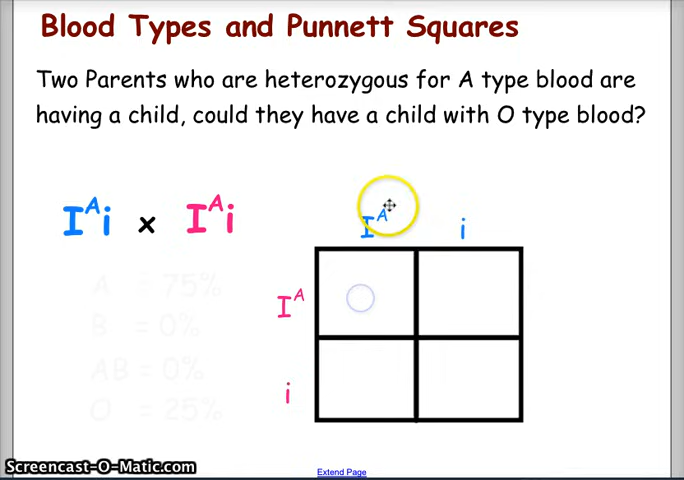 Blood Types and Punnett Squares
Two Parents who are heterozygous for A type blood are
having a child, could they have a child with O type blood?
Iᴬi x Iᴬi
Iᴬ i
A = 75%
Iᴬ
B = 0%
AB = 0%
i
O = 25%
Screencast-O-Matic.com
Extend Page